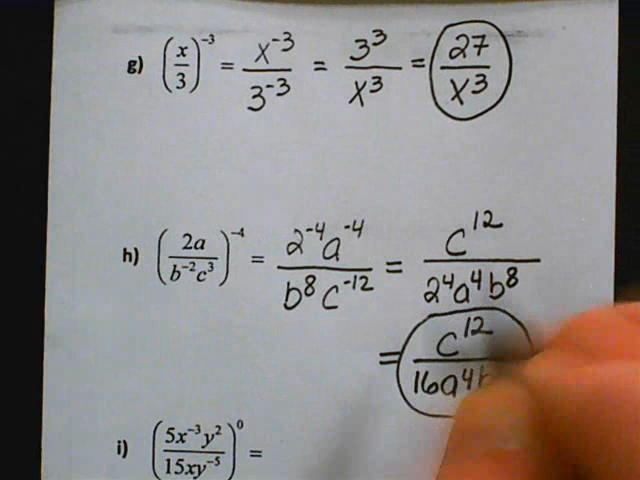 g) (x/3)^-3 = x^-3/3^-3 = 3^3/x^3 = 27/x^3
h) (2a/b^-2c^3)^-4 = 2^-4a^-4/b^8c^-12 = c^12/2^4a^4b^8
= c^12/16a^4b
i) (5x^-3y^2/15xy^-5)^0 =